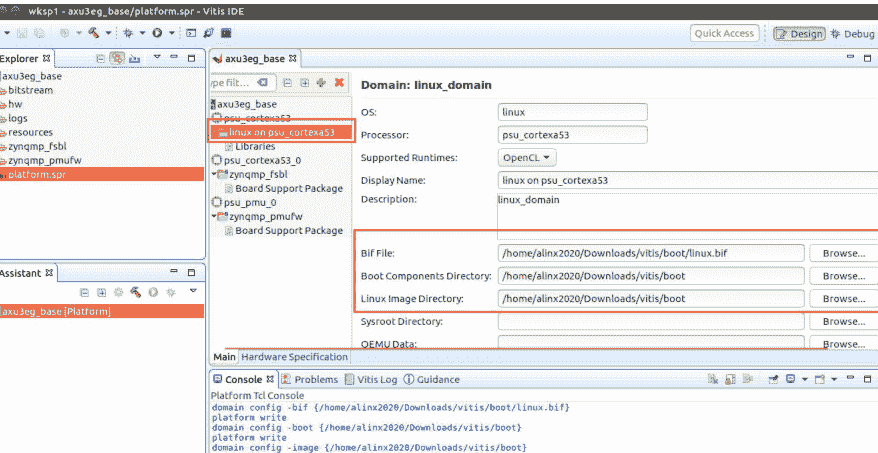 wksp1 - axu3eg_base/platform.spr - Vitis IDE
Quick Access
Design
Debug
Explorer
axu3eg_base
bitstream
hw
logs
resources
zynqmp_fsbl
zynqmp_pmufw
platform.spr
Assistant
axu3eg_base [Platform]
axu3eg_base
ype filt...
axu3eg_base
psu_cortexa53
linux on psu_cortexa53
Libraries
psu_cortexa53_0
zynqmp_fsbl
Board Support Package
psu_pmu_0
zynqmp_pmufw
Board Support Package
Domain: linux_domain
OS: linux
Processor: psu_cortexa53
Supported Runtimes: OpenCL
Display Name: linux on psu_cortexa53
Description: linux_domain
Bif File: /home/alinx2020/Downloads/vitis/boot/linux.bif Browse...
Boot Components Directory: /home/alinx2020/Downloads/vitis/boot Browse...
Linux Image Directory: /home/alinx2020/Downloads/vitis/boot Browse...
Sysroot Directory: Browse...
QEMU Data: Browse...
Main Hardware Specification
Console Problems Vitis Log Guidance
Platform Tcl Console
domain config -bif {/home/alinx2020/Downloads/vitis/boot/linux.bif}
platform write
domain config -boot {/home/alinx2020/Downloads/vitis/boot}
platform write
domain config -image {/home/alinx2020/Downloads/vitis/boot}